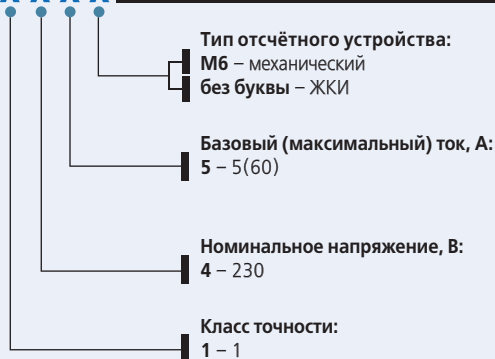 Тип отсчётного устройства:
М6 – механический
без буквы – ЖКИ
Базовый (максимальный) ток, А:
5 – 5(60)
Номинальное напряжение, В:
4 – 230
Класс точности:
1 – 1